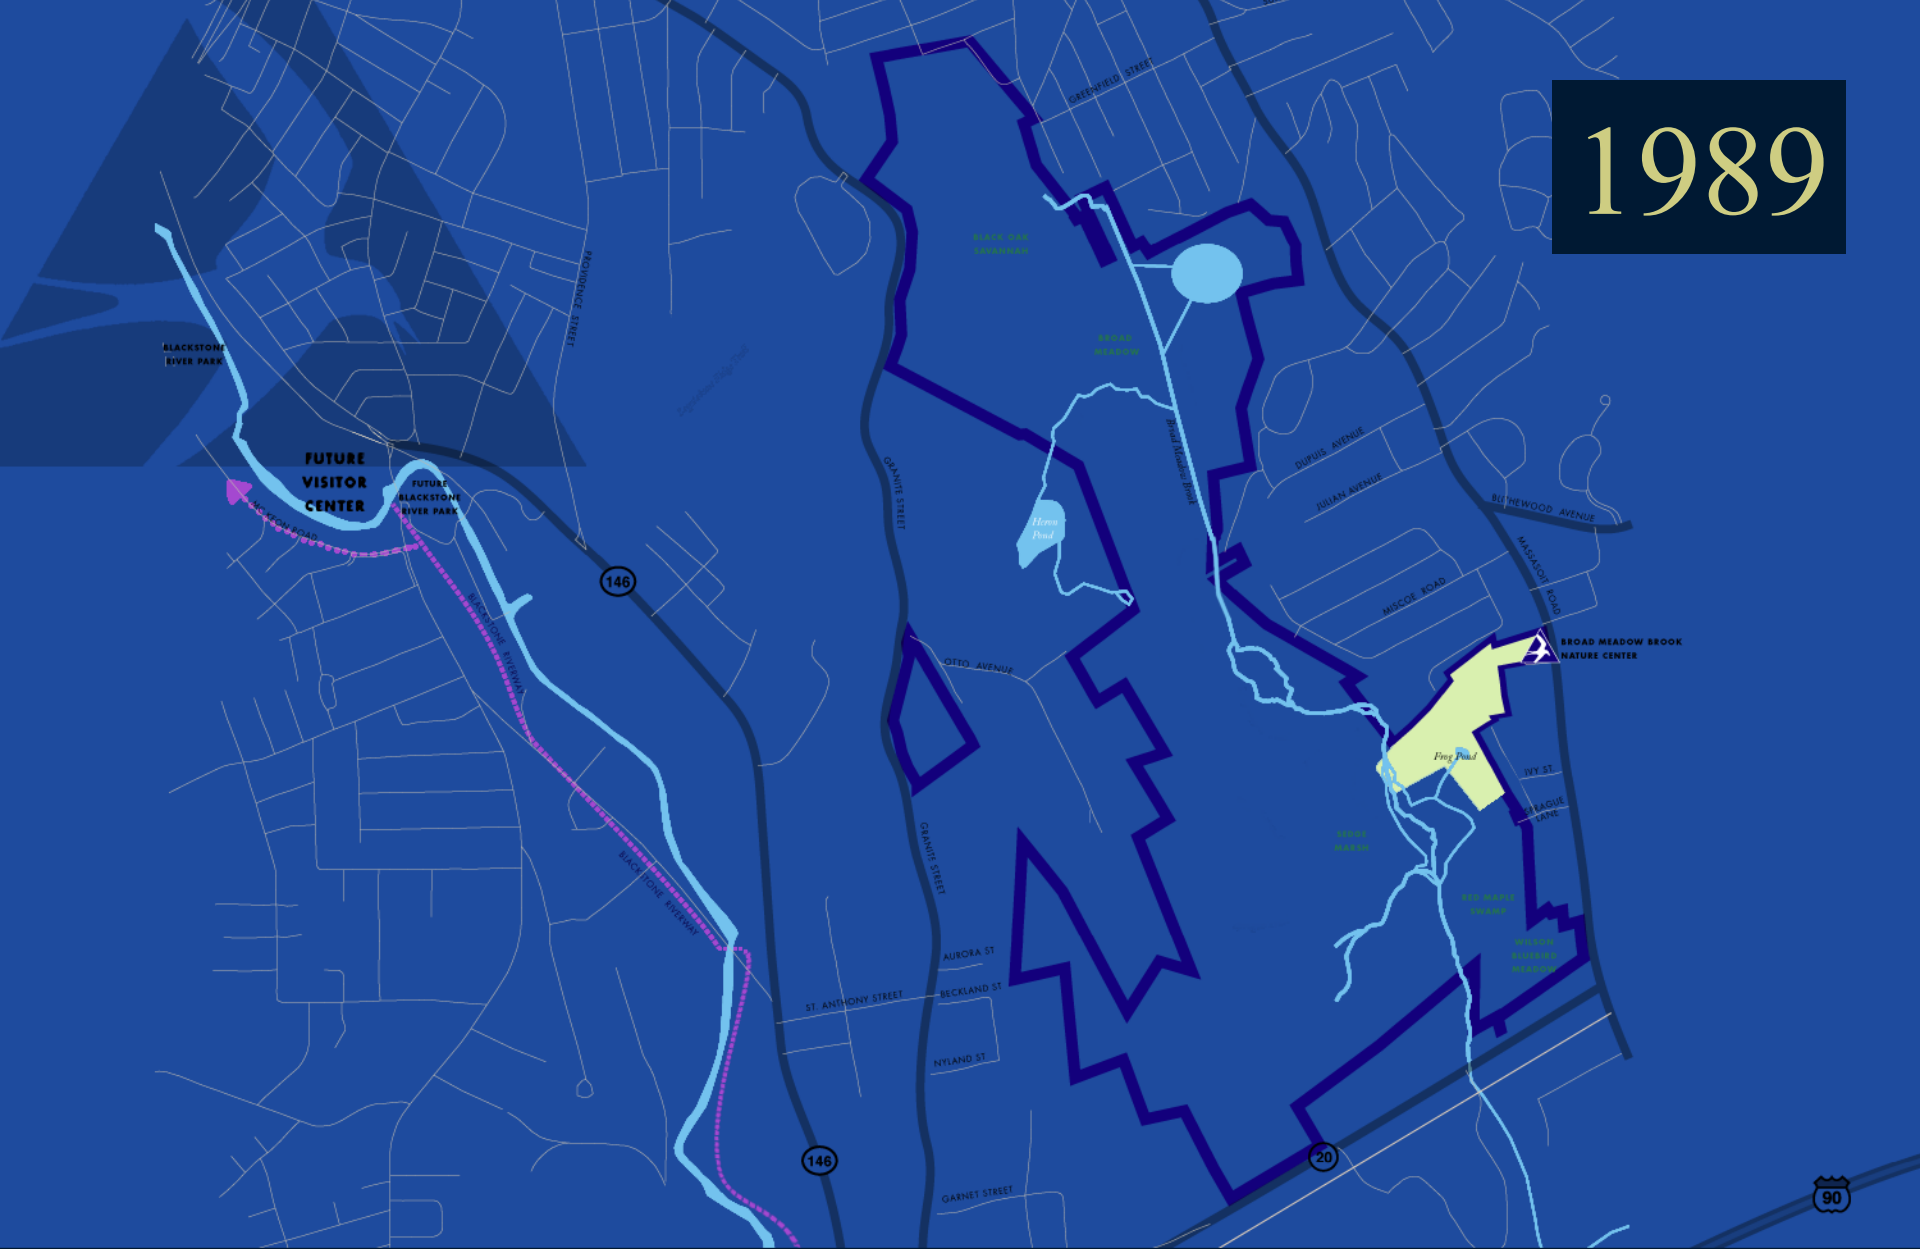 1989
GREENFIELD STREET
BLACK OAK
SAVANNAH
PROVIDENCE STREET
BLACKSTONE
RIVER PARK
BROAD
MEADOW
Broad Meadow Brook
DUPUIS AVENUE
JULIAN AVENUE
FUTURE
VISITOR
CENTER
FUTURE
BLACKSTONE
RIVER PARK
MCKEON ROAD
GRANITE STREET
BLITHEWOOD AVENUE
Heron
Pond
MASSASOIT ROAD
146
MISCOE ROAD
BLACKSTONE RIVERWAY
BROAD MEADOW BROOK
NATURE CENTER
OTTO AVENUE
Frog Pond
IVY ST
SPRAGUE
LANE
SEDGE
MARSH
GRANITE STREET
BLACKSTONE RIVERWAY
RED MAPLE
SWAMP
WILSON
BLUEBIRD
MEADOW
AURORA ST
BECKLAND ST
ST. ANTHONY STREET
NYLAND ST
146
20
GARNET STREET
90